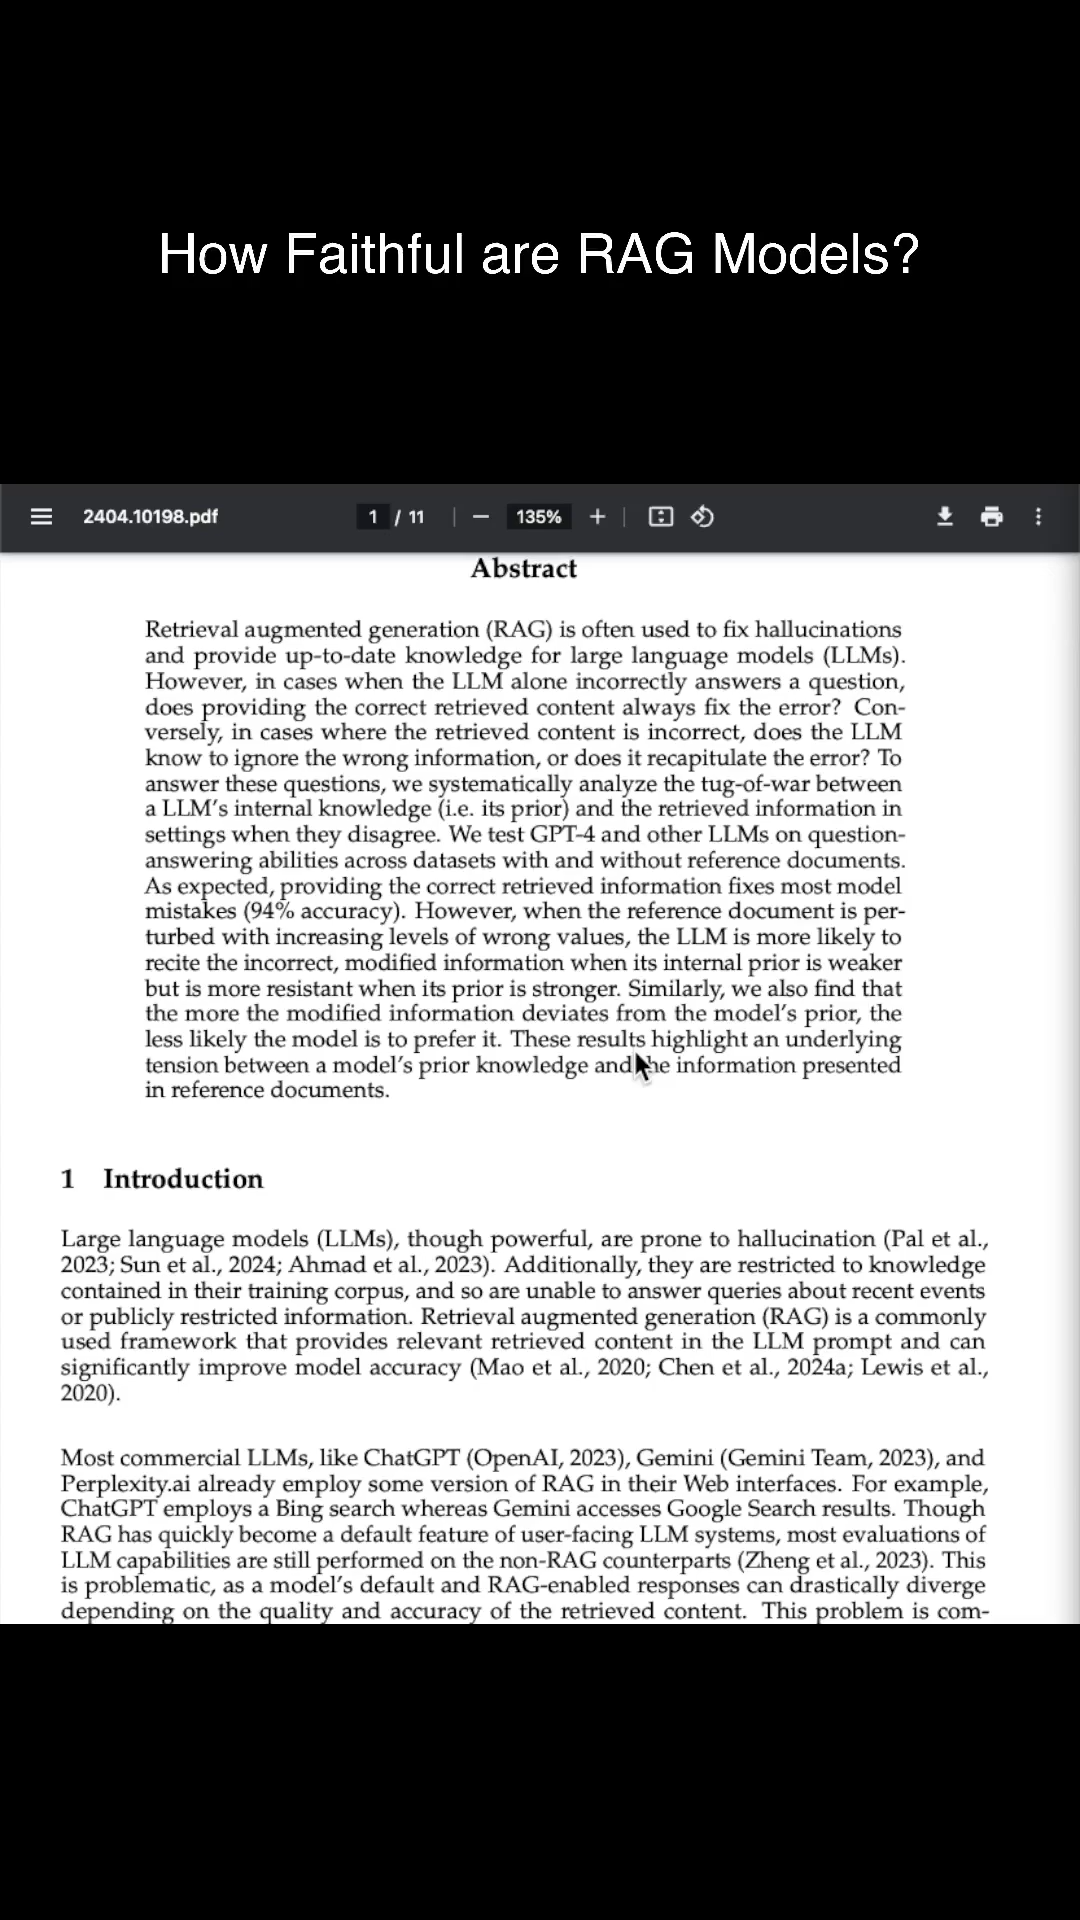 How Faithful are RAG Models?
2404.10198.pdf
1 / 11
135%
Abstract
Retrieval augmented generation (RAG) is often used to fix hallucinations
and provide up-to-date knowledge for large language models (LLMs).
However, in cases when the LLM alone incorrectly answers a question,
does providing the correct retrieved content always fix the error? Con-
versely, in cases where the retrieved content is incorrect, does the LLM
know to ignore the wrong information, or does it recapitulate the error? To
answer these questions, we systematically analyze the tug-of-war between
a LLM's internal knowledge (i.e. its prior) and the retrieved information in
settings when they disagree. We test GPT-4 and other LLMs on question-
answering abilities across datasets with and without reference documents.
As expected, providing the correct retrieved information fixes most model
mistakes (94% accuracy). However, when the reference document is per-
turbed with increasing levels of wrong values, the LLM is more likely to
recite the incorrect, modified information when its internal prior is weaker
but is more resistant when its prior is stronger. Similarly, we also find that
the more the modified information deviates from the model's prior, the
less likely the model is to prefer it. These results highlight an underlying
tension between a model's prior knowledge and the information presented
in reference documents.
1 Introduction
Large language models (LLMs), though powerful, are prone to hallucination (Pal et al.,
2023; Sun et al., 2024; Ahmad et al., 2023). Additionally, they are restricted to knowledge
contained in their training corpus, and so are unable to answer queries about recent events
or publicly restricted information. Retrieval augmented generation (RAG) is a commonly
used framework that provides relevant retrieved content in the LLM prompt and can
significantly improve model accuracy (Mao et al., 2020; Chen et al., 2024a; Lewis et al.,
2020).
Most commercial LLMs, like ChatGPT (OpenAI, 2023), Gemini (Gemini Team, 2023), and
Perplexity.ai already employ some version of RAG in their Web interfaces. For example,
ChatGPT employs a Bing search whereas Gemini accesses Google Search results. Though
RAG has quickly become a default feature of user-facing LLM systems, most evaluations of
LLM capabilities are still performed on the non-RAG counterparts (Zheng et al., 2023). This
is problematic, as a model's default and RAG-enabled responses can drastically diverge
depending on the quality and accuracy of the retrieved content. This problem is com-